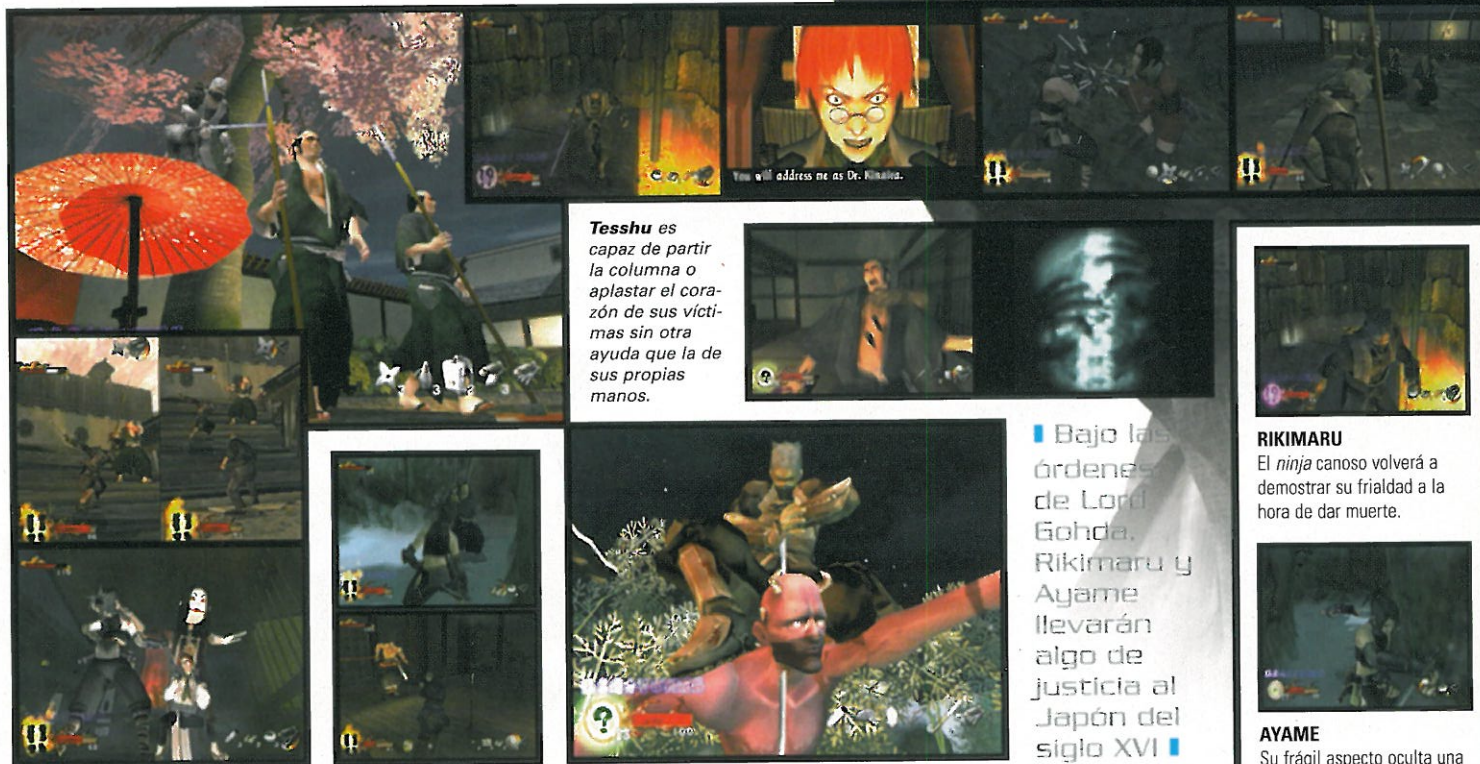 You will address me as Dr. Kimaira.
Tesshu es
capaz de partir
la columna o
aplastar el cora-
zón de sus vícti-
mas sin otra
ayuda que la de
sus propias
manos.
Bajo las
órdenes
de Lord
Gohda,
Rikimaru y
Ayame
llevarán
algo de
justicia al
Japón del
siglo XVI
RIKIMARU
El ninja canoso volverá a
demostrar su frialdad a la
hora de dar muerte.
AYAME
Su frágil aspecto oculta una